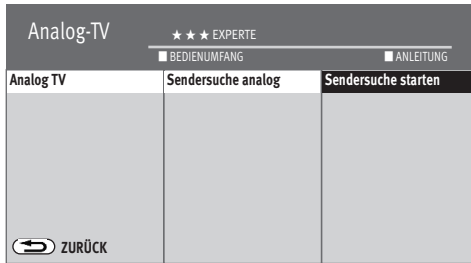 Analog-TV
★ ★ ★ EXPERTE
BEDIENUMFANG ANLEITUNG
Analog TV Sendersuche analog Sendersuche starten
ZURÜCK